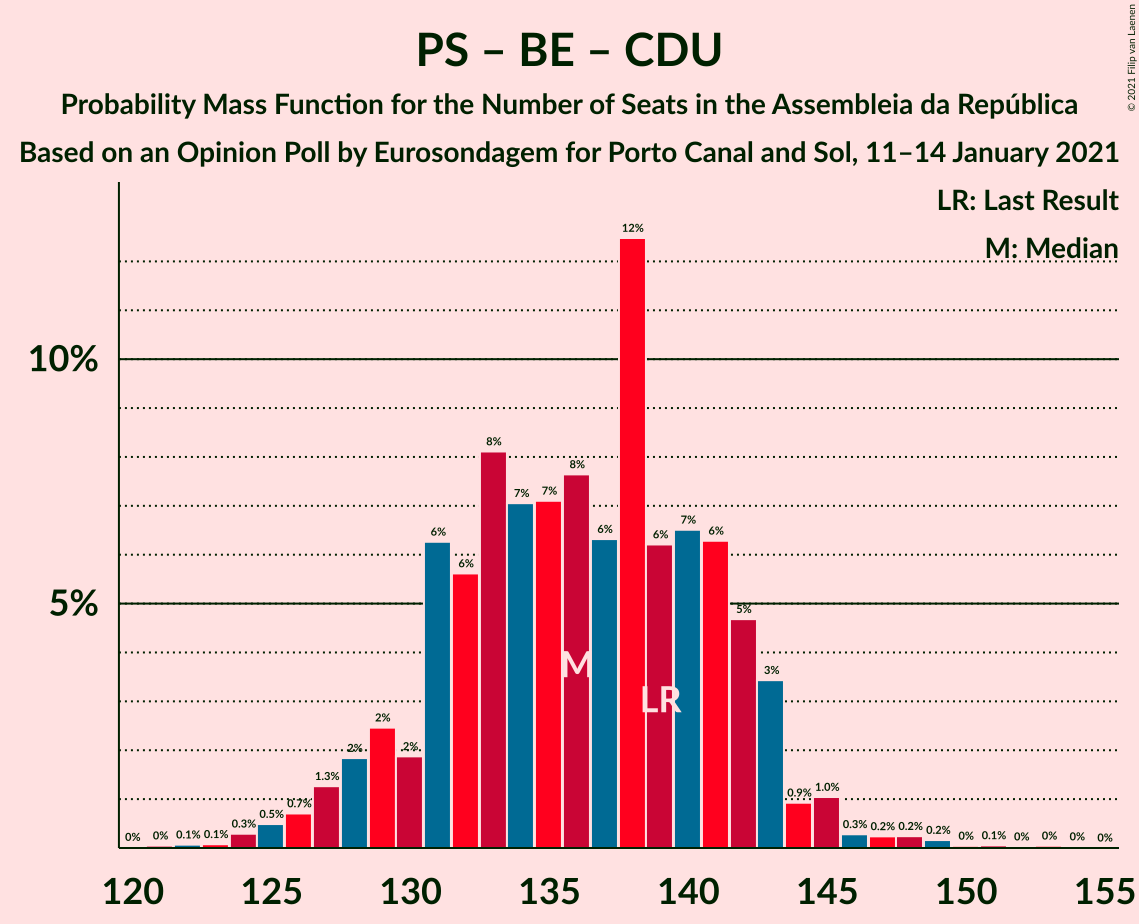 PS – BE – CDU
Probability Mass Function for the Number of Seats in the Assembleia da República
Based on an Opinion Poll by Eurosondagem for Porto Canal and Sol, 11–14 January 2021
© 2021 Filip van Laenen
LR: Last Result
M: Median
10%
5%
0% 0% 0.1% 0.1% 0.3% 0.5% 0.7% 1.3% 2% 2% 2% 6% 6% 8% 7% 7% 8% 6% 12% 6% 7% 6% 5% 3% 0.9% 1.0% 0.3% 0.2% 0.2% 0.2% 0% 0.1% 0% 0% 0% 0%
M
LR
120 125 130 135 140 145 150 155